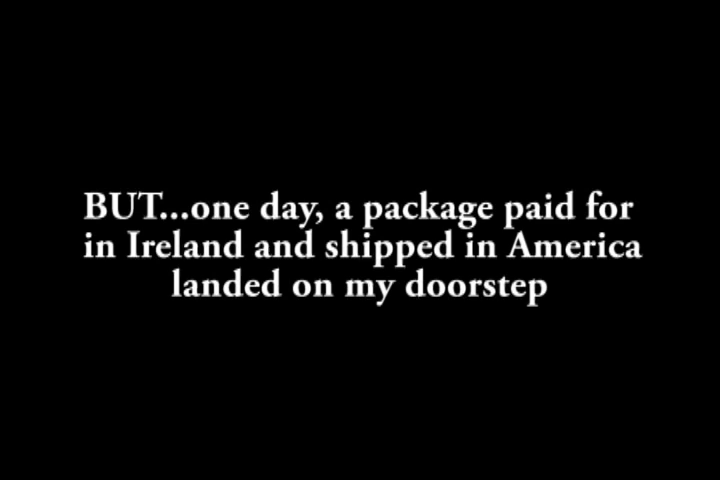 BUT...one day, a package paid for
in Ireland and shipped in America
landed on my doorstep